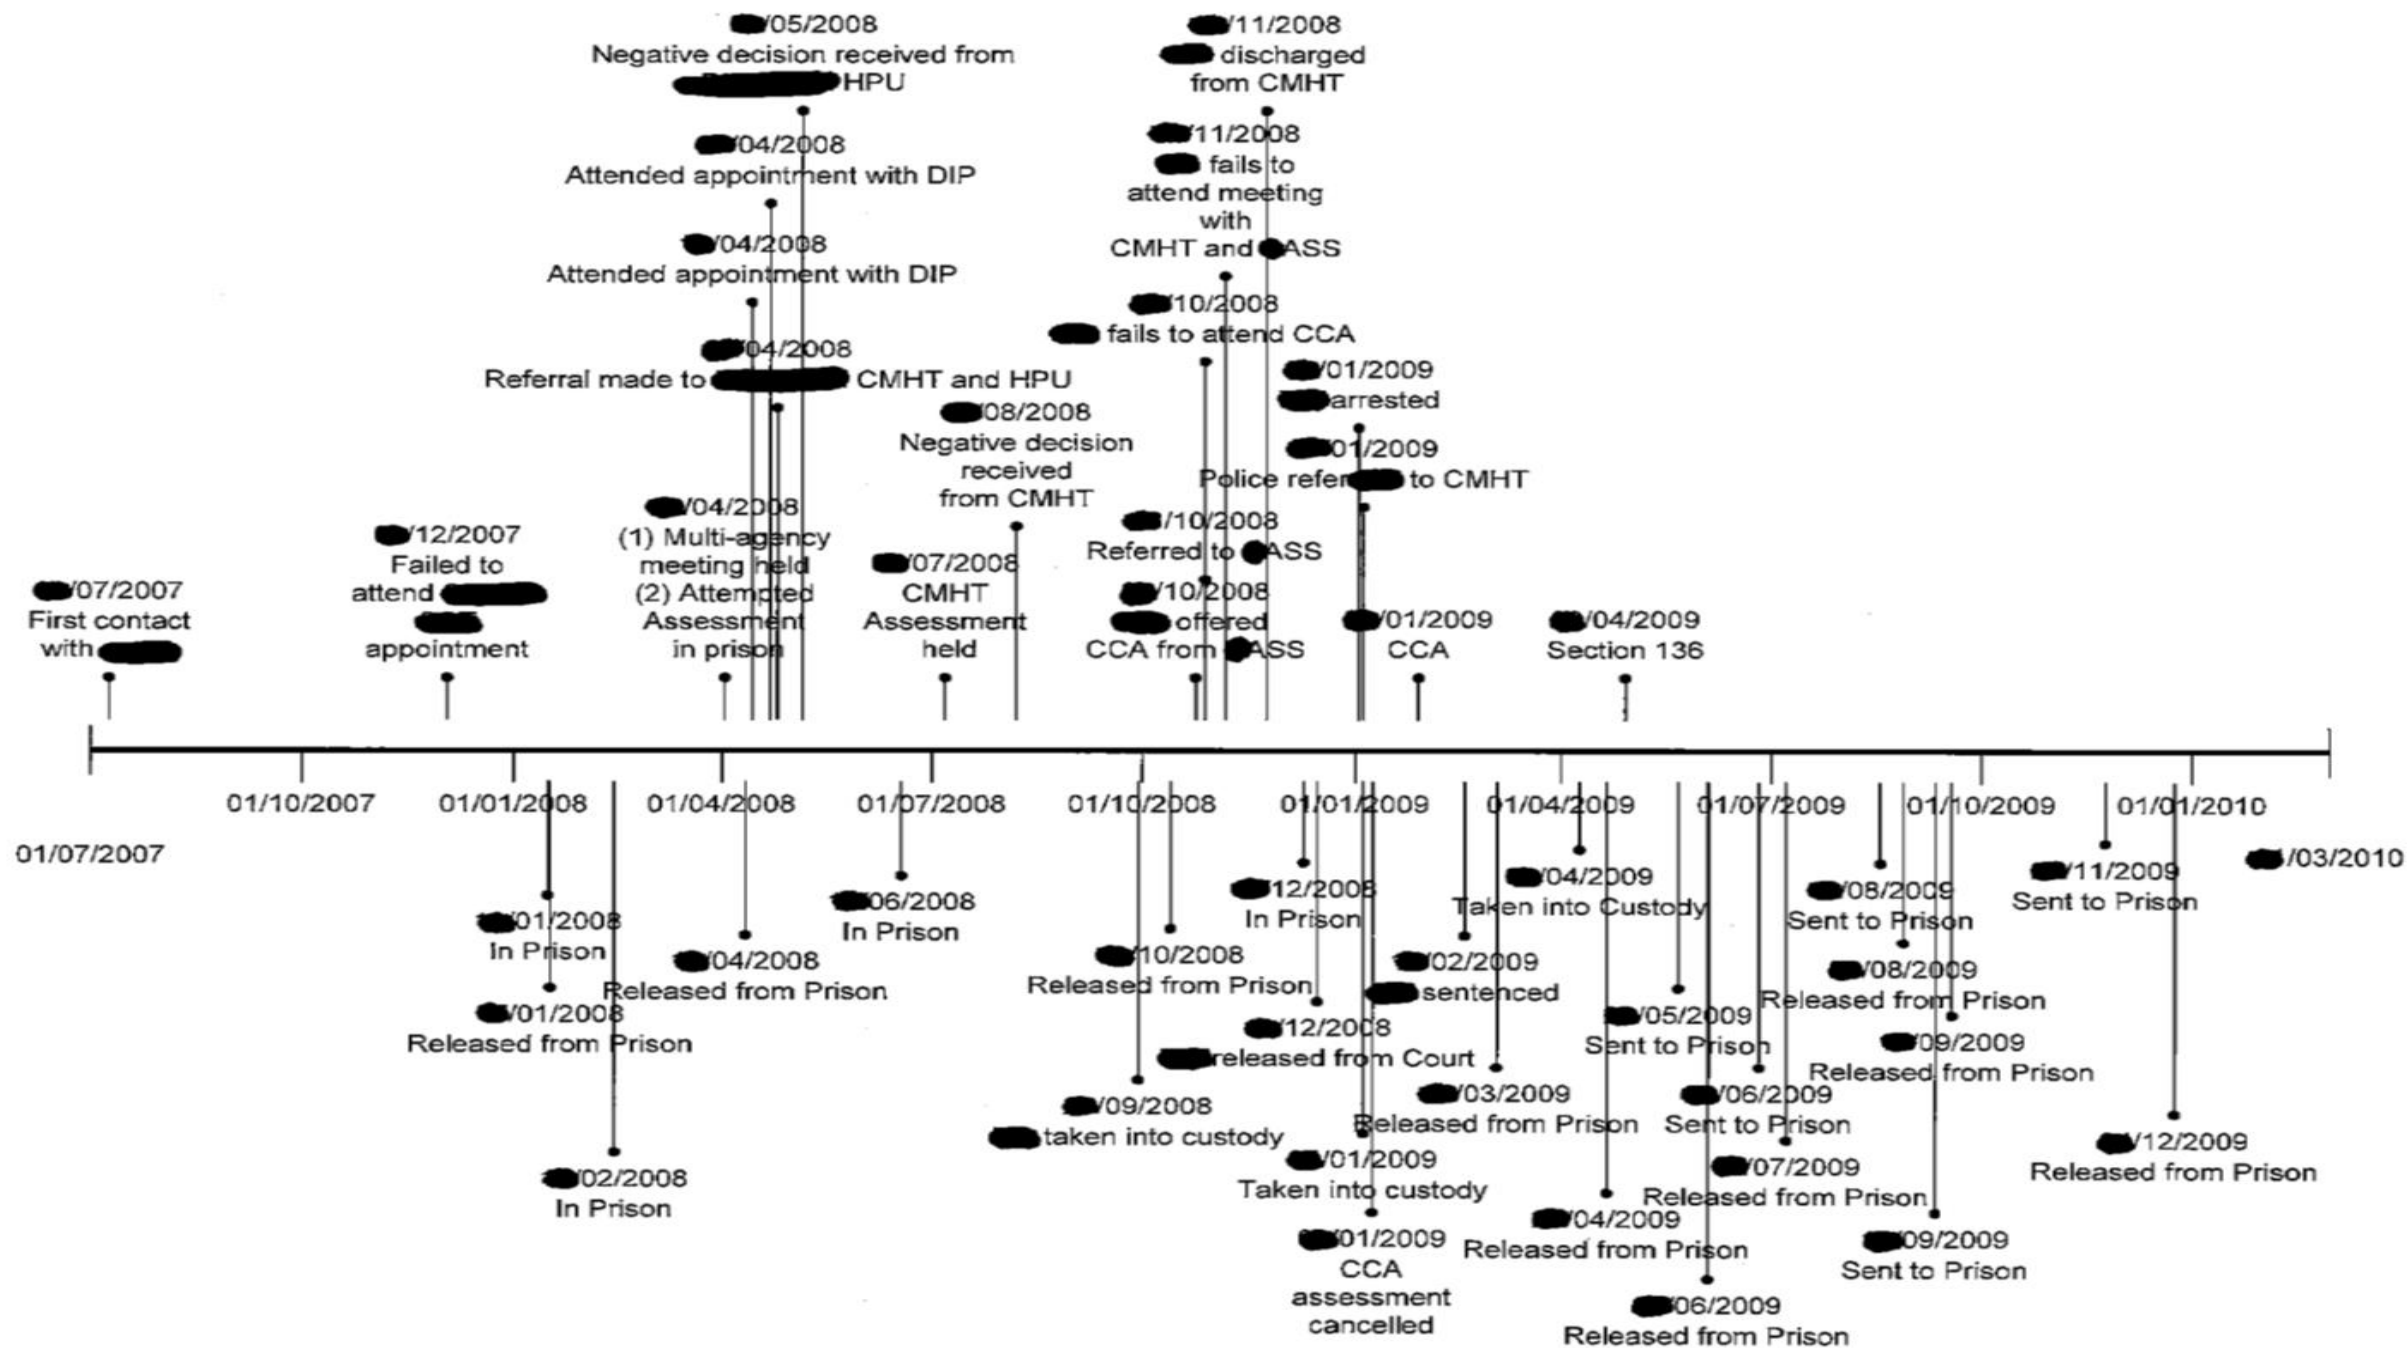 /05/2008
Negative decision received from
HPU
/04/2008
Attended appointment with DIP
/04/2008
Attended appointment with DIP
04/2008
Referral made to CMHT and HPU
/11/2008
discharged
from CMHT
/11/2008
fails to
attend meeting
with
CMHT and ASS
/10/2008
fails to attend CCA
/01/2009
arrested
01/2009
Police refer to CMHT
08/2008
Negative decision
received
from CMHT
/10/2008
Referred to ASS
/10/2008
offered
CCA from ASS
/07/2007
First contact
with
/12/2007
Failed to
attend
appointment
/04/2008
(1) Multi-agency
meeting held
(2) Attempted
Assessment
in prison
/07/2008
CMHT
Assessment
held
/01/2009
CCA
/04/2009
Section 136
01/10/2007
01/01/2008
01/04/2008
01/07/2008
01/10/2008
01/01/2009
01/04/2009
01/07/2009
01/10/2009
01/01/2010
01/07/2007
/03/2010
01/2008
In Prison
/01/2008
Released from Prison
/02/2008
In Prison
/04/2008
Released from Prison
06/2008
In Prison
10/2008
Released from Prison
/09/2008
taken into custody
12/2008
In Prison
/12/2008
released from Court
/01/2009
Taken into custody
01/2009
CCA
assessment
cancelled
/02/2009
sentenced
/03/2009
Released from Prison
/04/2009
Taken into Custody
/04/2009
Released from Prison
/05/2009
Sent to Prison
/06/2009
Sent to Prison
/07/2009
Released from Prison
06/2009
Released from Prison
/08/2009
Sent to Prison
/08/2009
Released from Prison
/09/2009
Released from Prison
09/2009
Sent to Prison
/11/2009
Sent to Prison
/12/2009
Released from Prison